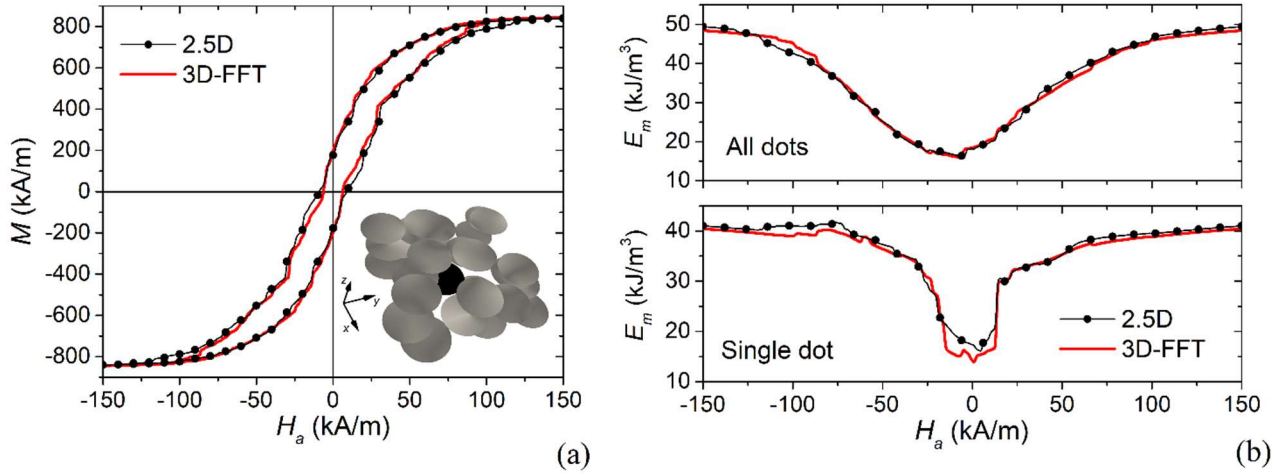 2.5D
3D-FFT
M (kA/m)
800
600
400
200
0
-200
-400
-600
-800
z
y
x
-150 -100 -50 0 50 100 150
Hₐ (kA/m)
(a)
Eₘ (kJ/m³)
50
40
30
20
10
All dots
Eₘ (kJ/m³)
40
30
20
10
2.5D
3D-FFT
Single dot
-150 -100 -50 0 50 100 150
Hₐ (kA/m)
(b)